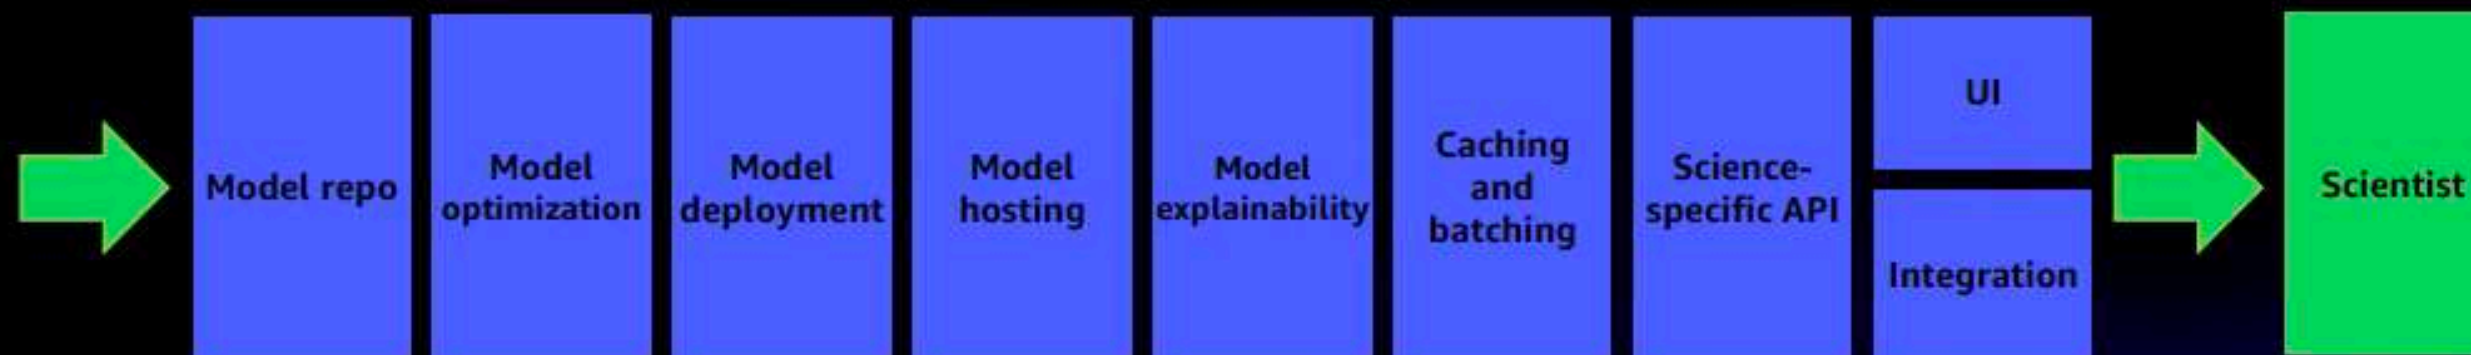 Model repo
Model
optimization
Model
deployment
Model
hosting
Model
explainability
Caching
and
batching
Science-
specific API
UI
Integration
Scientist